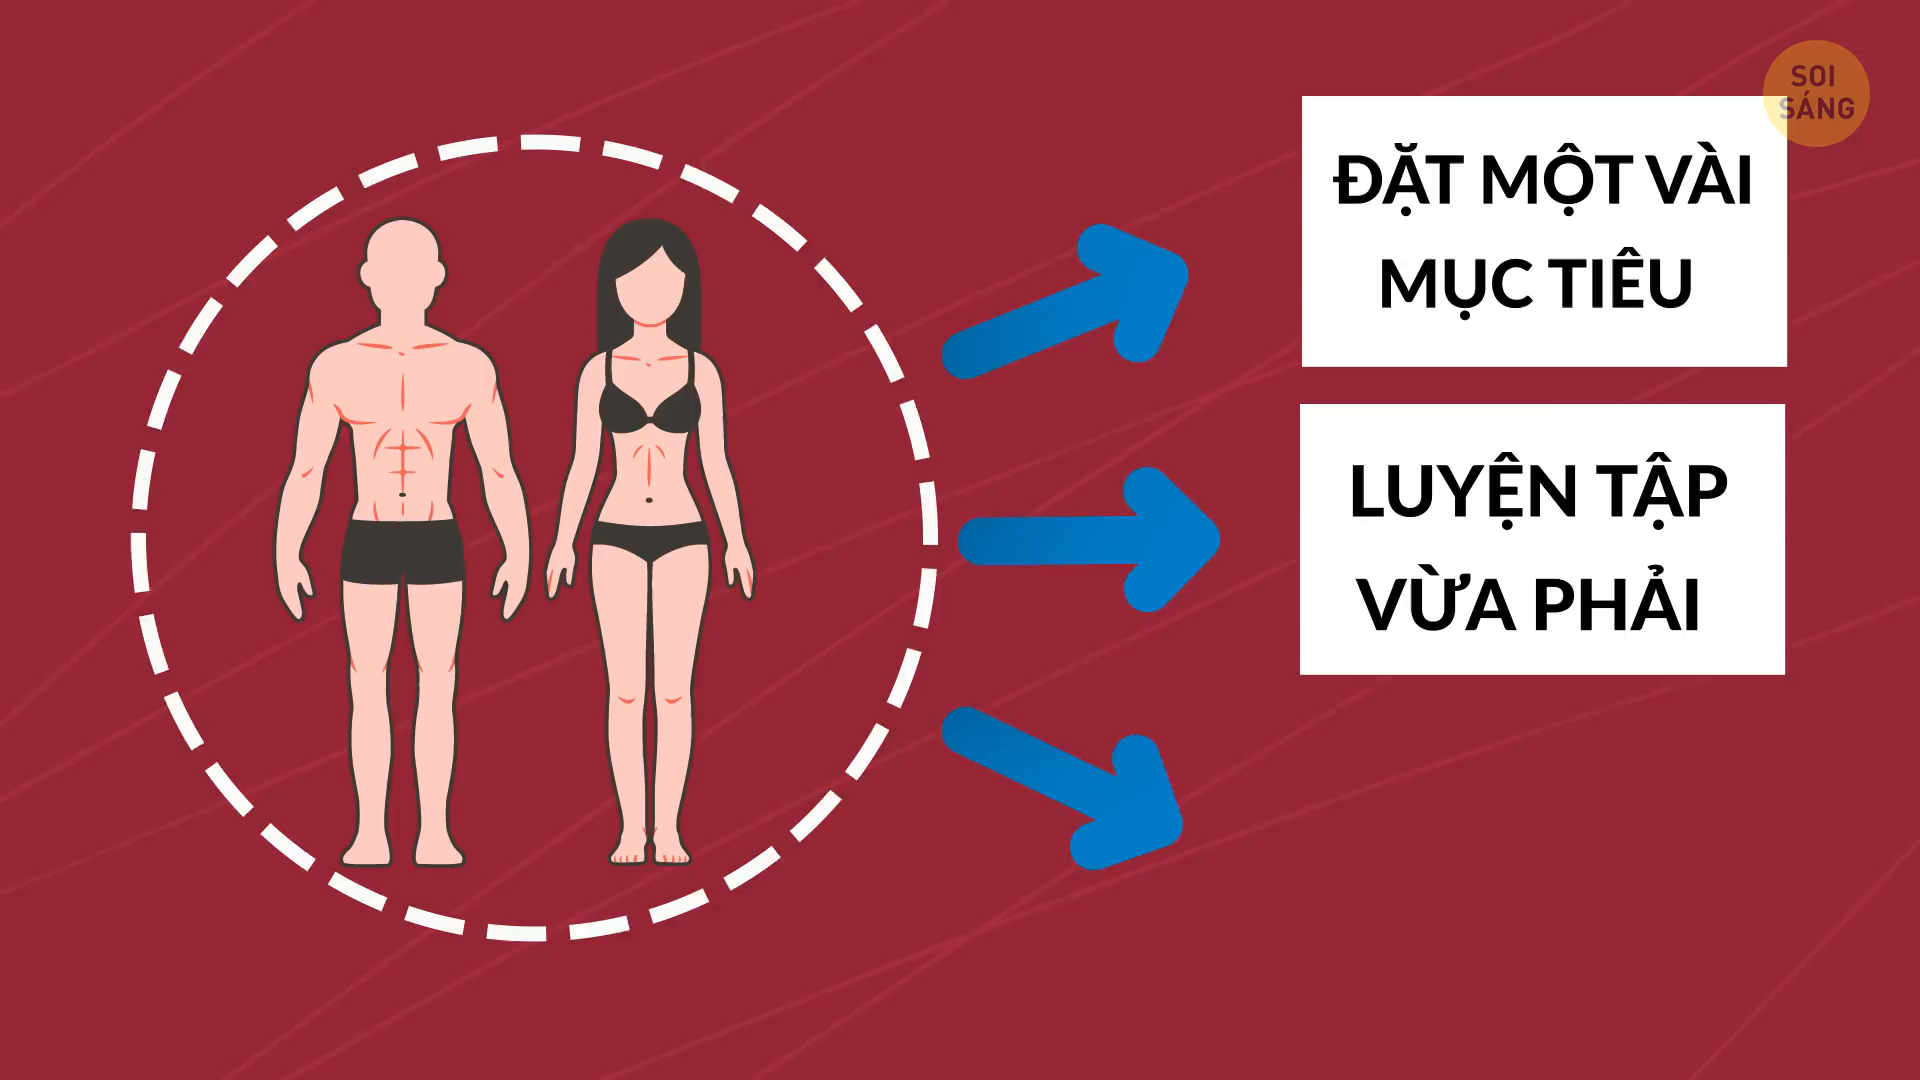 SOI
SÁNG
ĐẶT MỘT VÀI
MỤC TIÊU
LUYỆN TẬP
VỪA PHẢI